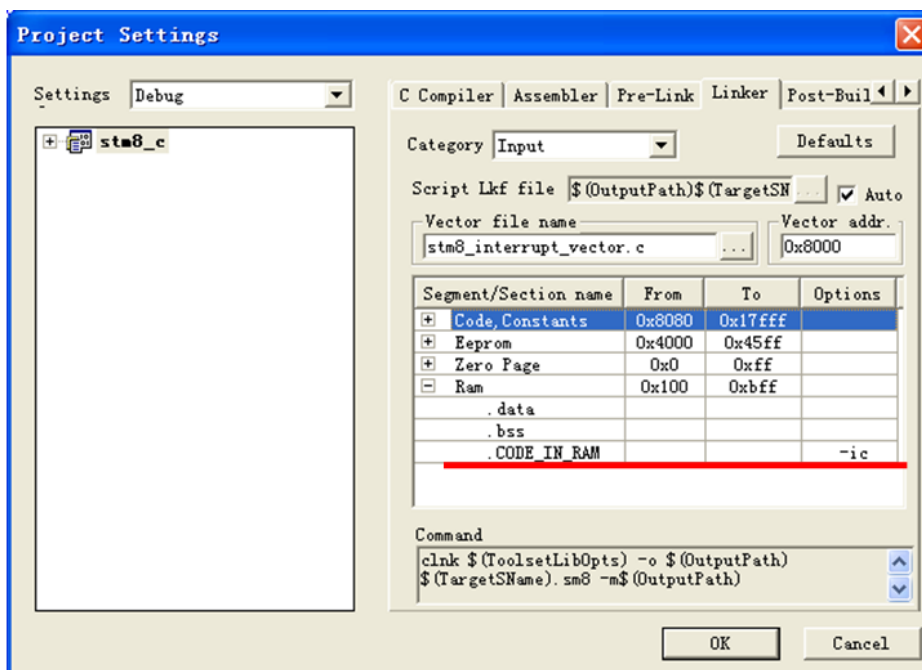 Project Settings
Settings Debug
stm8_c
C Compiler Assembler Pre-Link Linker Post-Buil
Category Input Defaults
Script Lkf file $(OutputPath)$(TargetSN ... Auto
Vector file name Vector addr.
stm8_interrupt_vector.c ... 0x8000
Segment/Section name From To Options
Code,Constants 0x8080 0x17fff
Eeprom 0x4000 0x45ff
Zero Page 0x0 0xff
Ram 0x100 0xbff
.data
.bss
.CODE_IN_RAM -ic
Command
clnk $(ToolsetLibOpts) -o $(OutputPath)
$(TargetSName).sm8 -m$(OutputPath)
OK Cancel